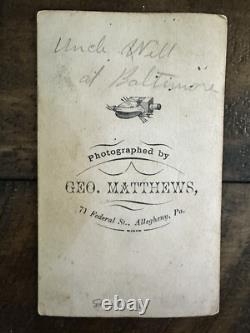 Uncle Will
at Baltimore
Photographed by
GEO. MATTHEWS,
71 Federal St., Allegheny, Pa.